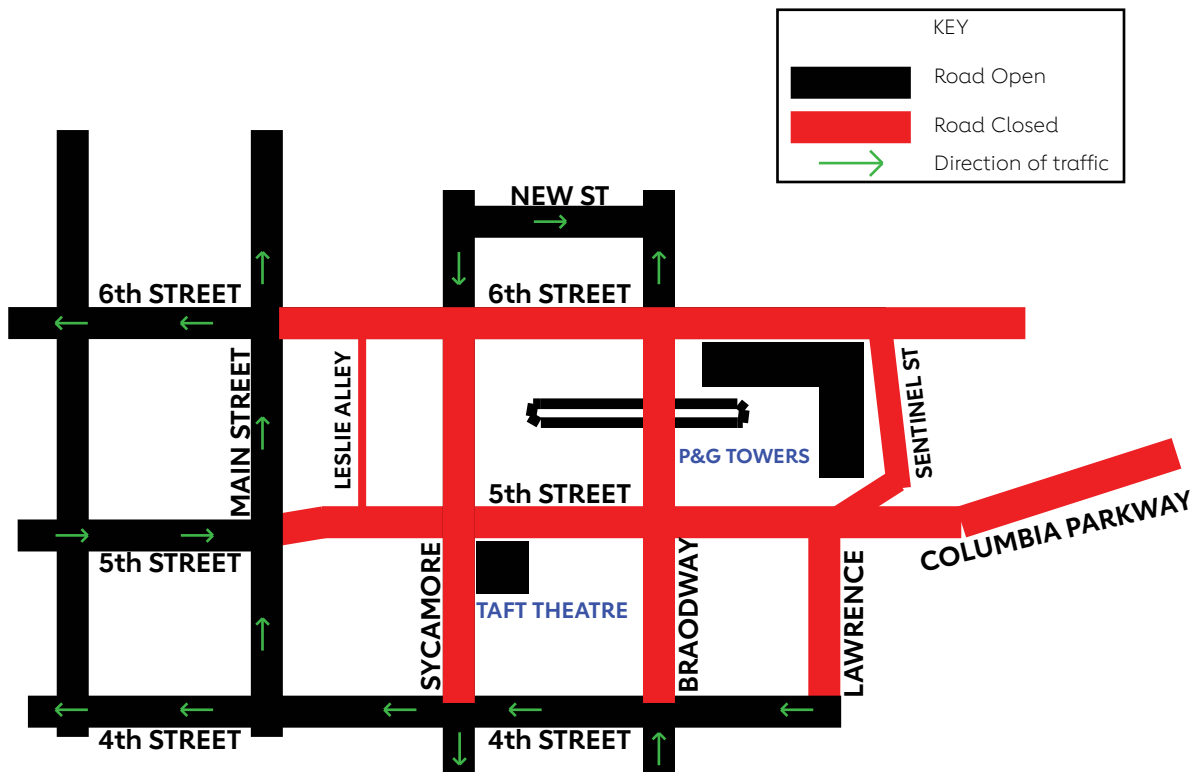 KEY
Road Open
Road Closed
Direction of traffic
NEW ST
6th STREET
6th STREET
MAIN STREET
LESLIE ALLEY
SENTINEL ST
P&G TOWERS
5th STREET
5th STREET
COLUMBIA PARKWAY
SYCAMORE
TAFT THEATRE
BRAODWAY
LAWRENCE
4th STREET
4th STREET